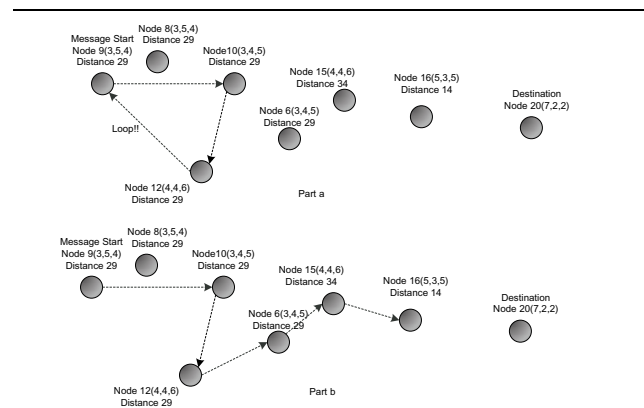 Node 8(3,5,4)
Distance 29
Message Start
Node 9(3,5,4)
Distance 29
Node10(3,4,5)
Distance 29
Node 15(4,4,6)
Distance 34
Node 16(5,3,5)
Distance 14
Destination
Node 20(7,2,2)
Node 6(3,4,5)
Distance 29
Loop!!
Node 12(4,4,6)
Distance 29
Part a
Node 8(3,5,4)
Distance 29
Message Start
Node 9(3,5,4)
Distance 29
Node10(3,4,5)
Distance 29
Node 15(4,4,6)
Distance 34
Node 16(5,3,5)
Distance 14
Destination
Node 20(7,2,2)
Node 6(3,4,5)
Distance 29
Node 12(4,4,6)
Distance 29
Part b